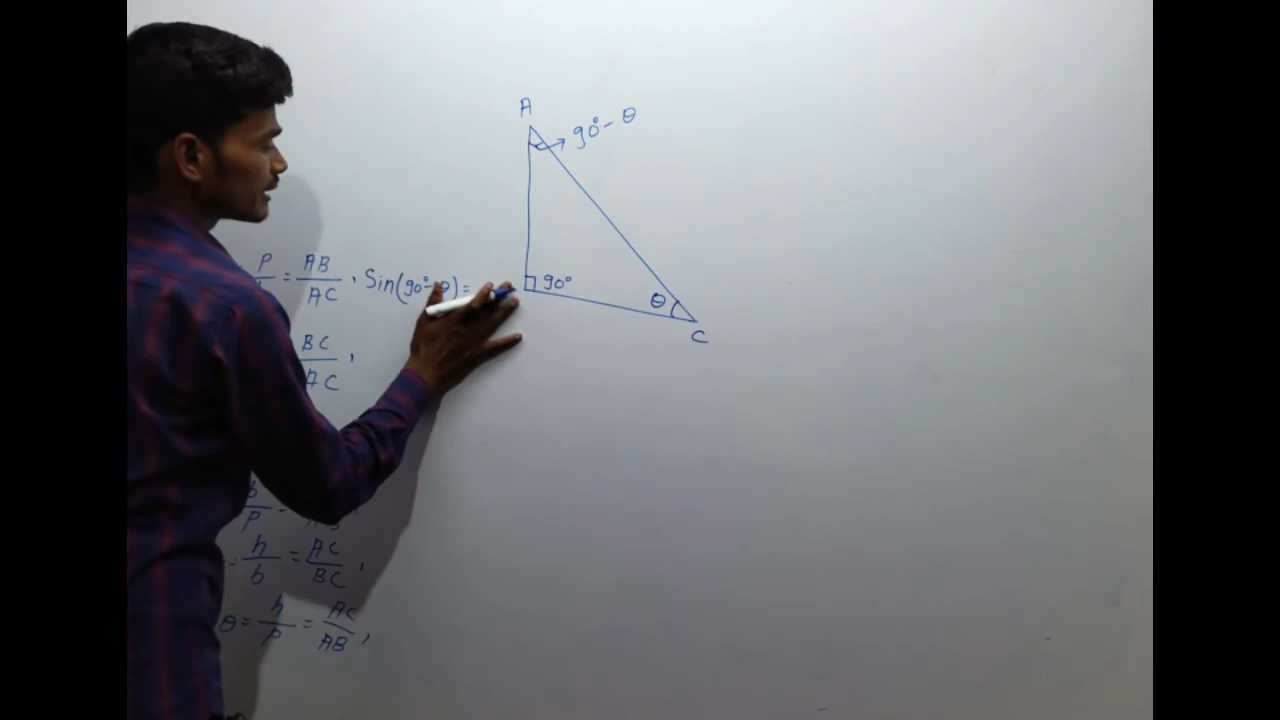 A
90° - θ
P/ = AB/AC , Sin(90° - θ) =
90°
θ
C
BC/AC ,
b/P =
= h/b = AC/BC ,
θ = h/p = AC/AB ,